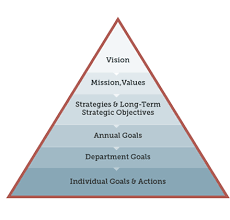 Vision
Mission,Values
Strategies & Long-Term
Strategic Objectives
Annual Goals
Department Goals
Individual Goals & Actions